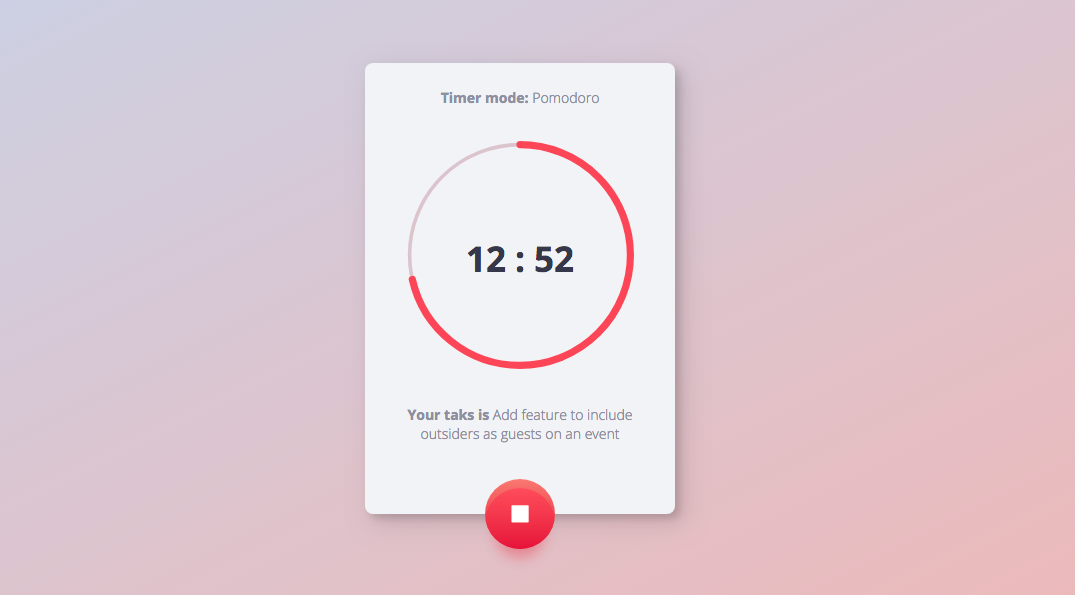 Timer mode: Pomodoro
12 : 52
Your taks is Add feature to include
outsiders as guests on an event